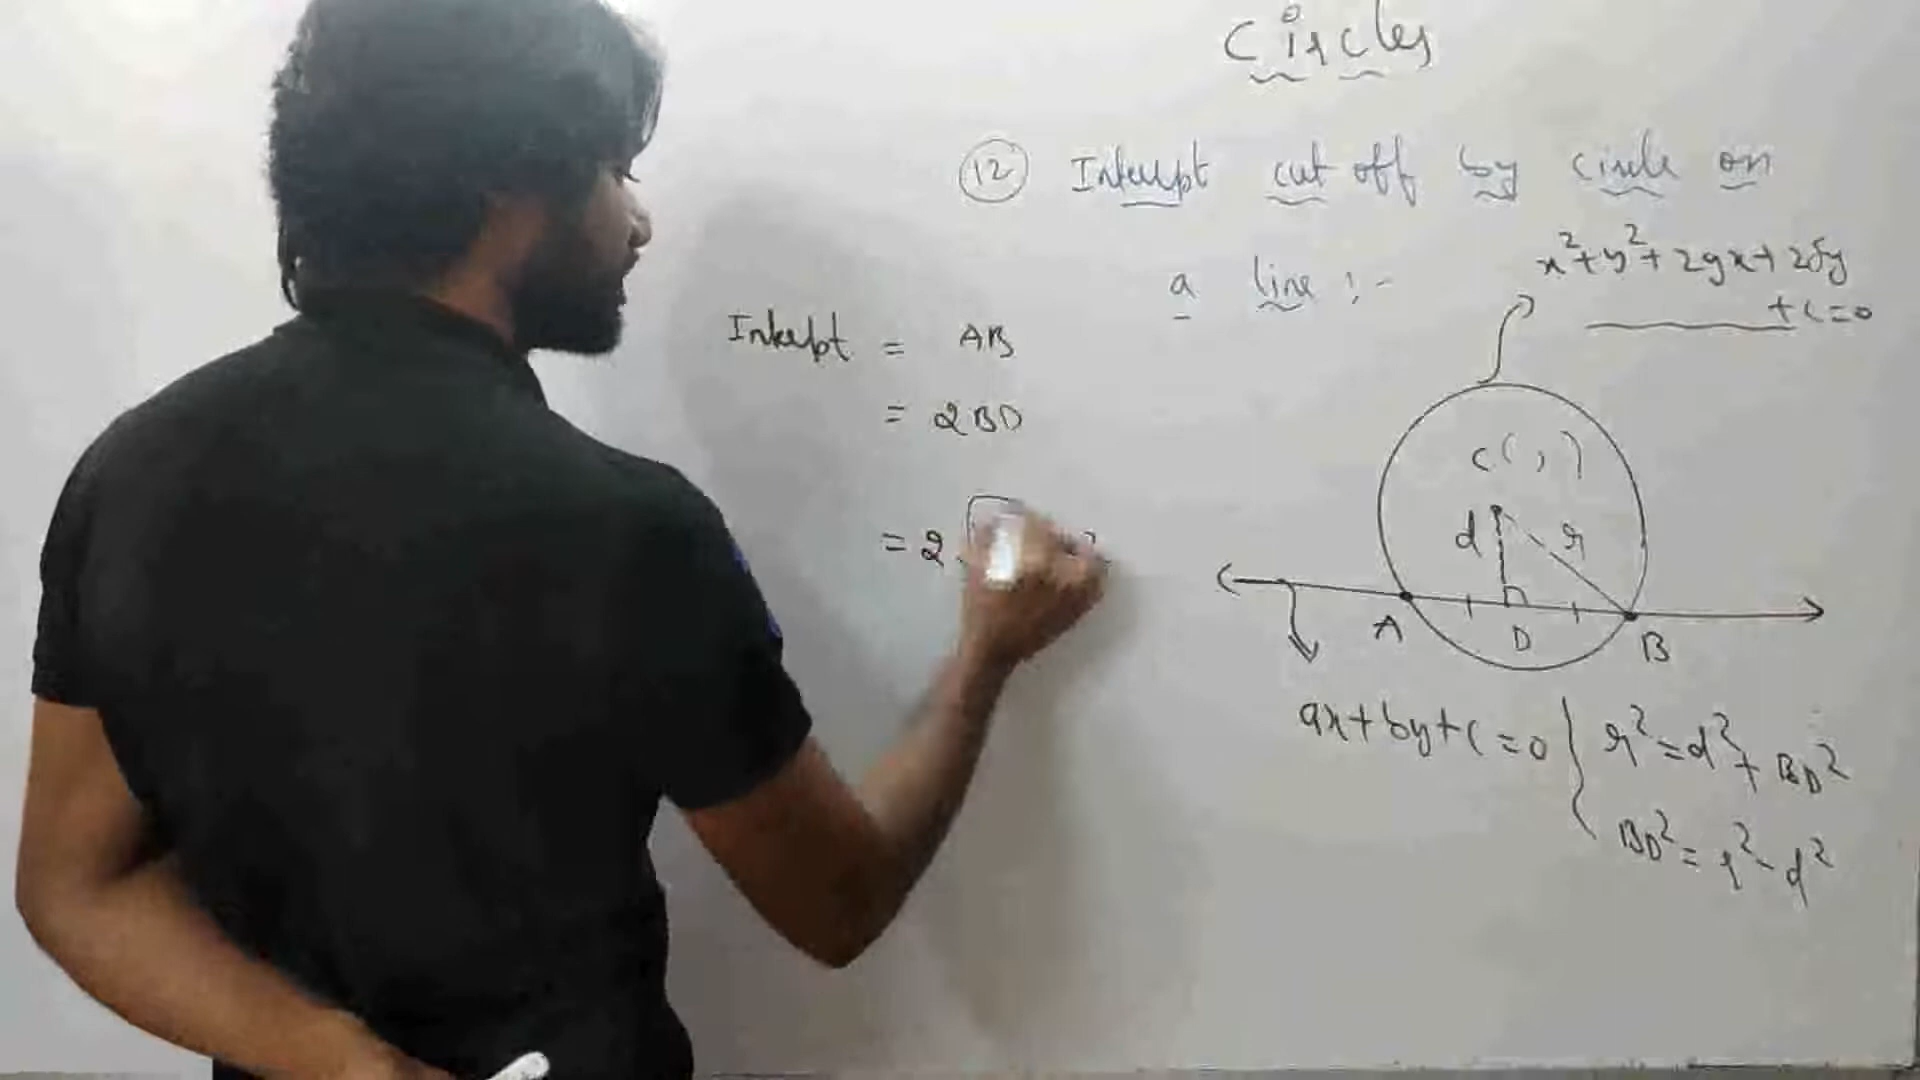 Circles
12 Intercept cut off by circle on
a line :-
x²+y²+2gx+2fy
+c=0
Intercept = AB
= 2BD
= 2
C( , )
d r
A D B
ax+by+c=0
r²=d²+BD²
BD²=r²-d²